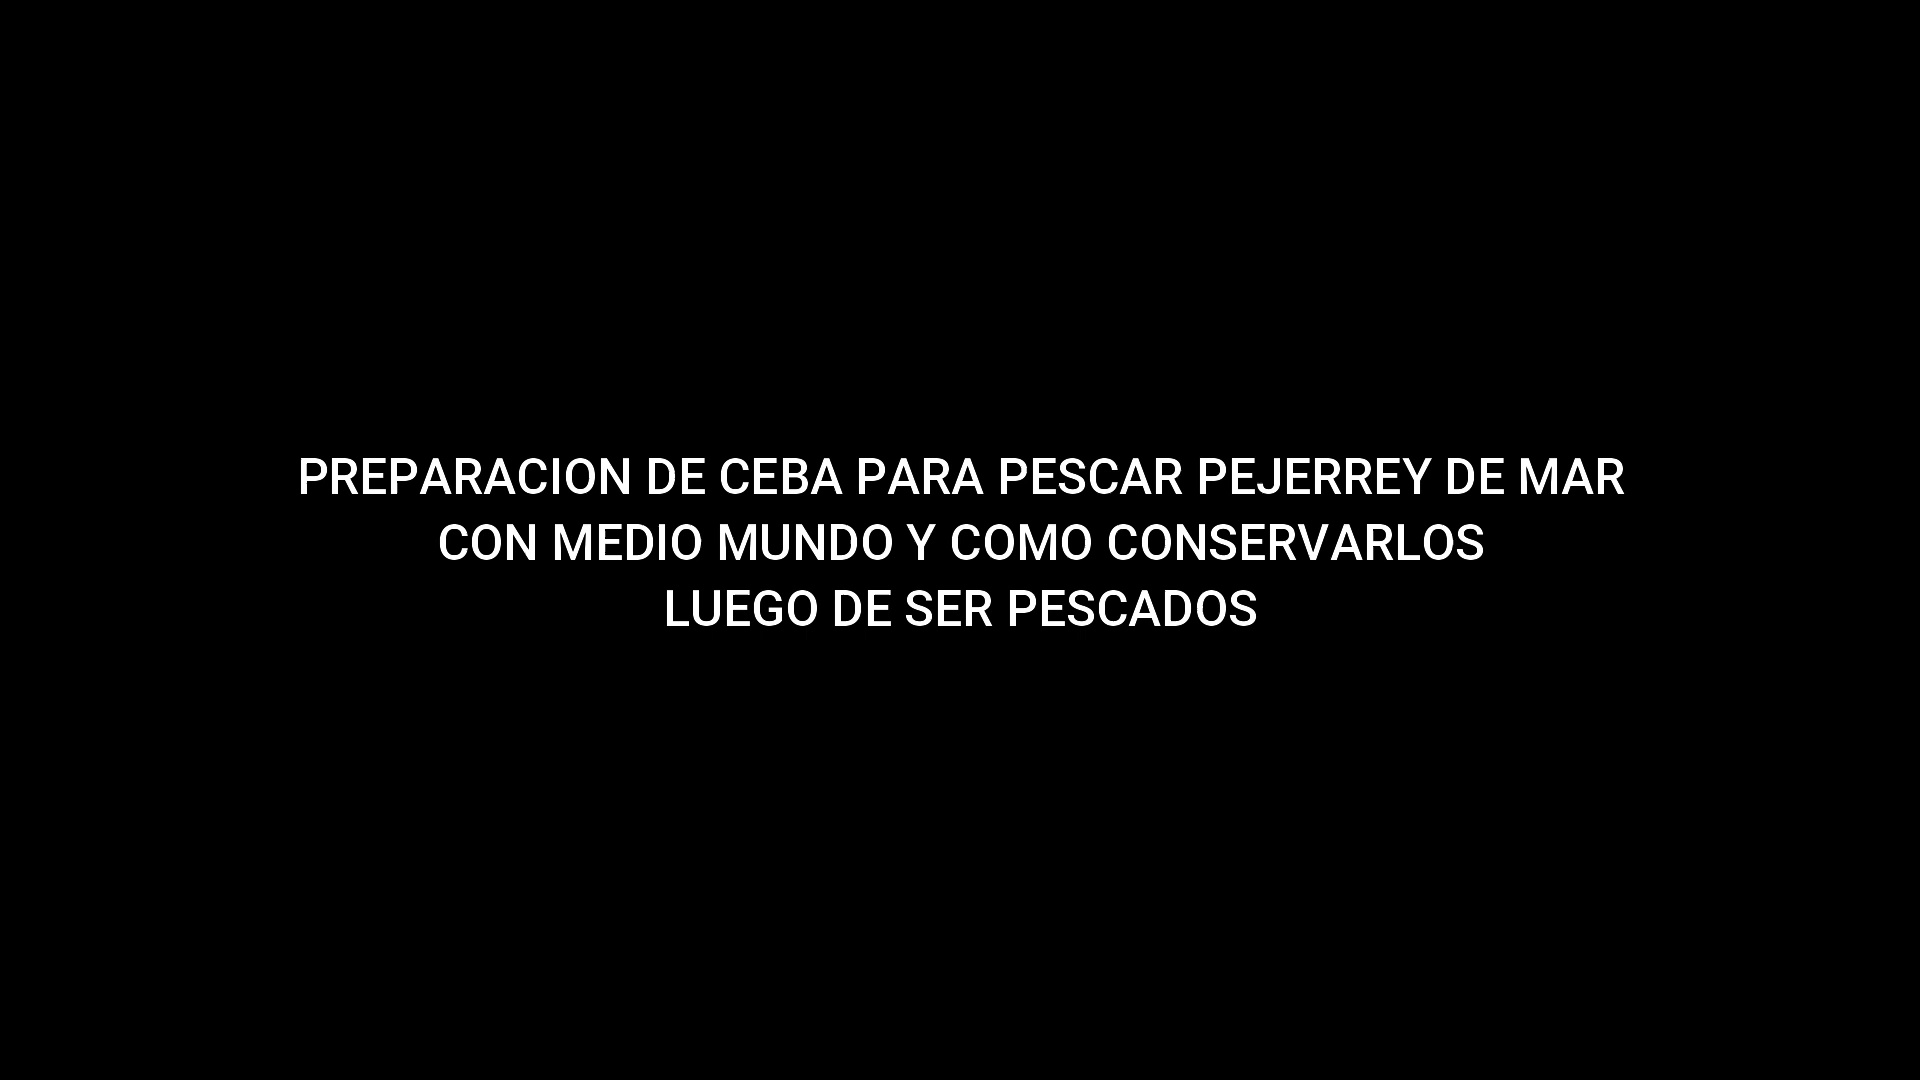 PREPARACION DE CEBA PARA PESCAR PEJERREY DE MAR
CON MEDIO MUNDO Y COMO CONSERVARLOS
LUEGO DE SER PESCADOS